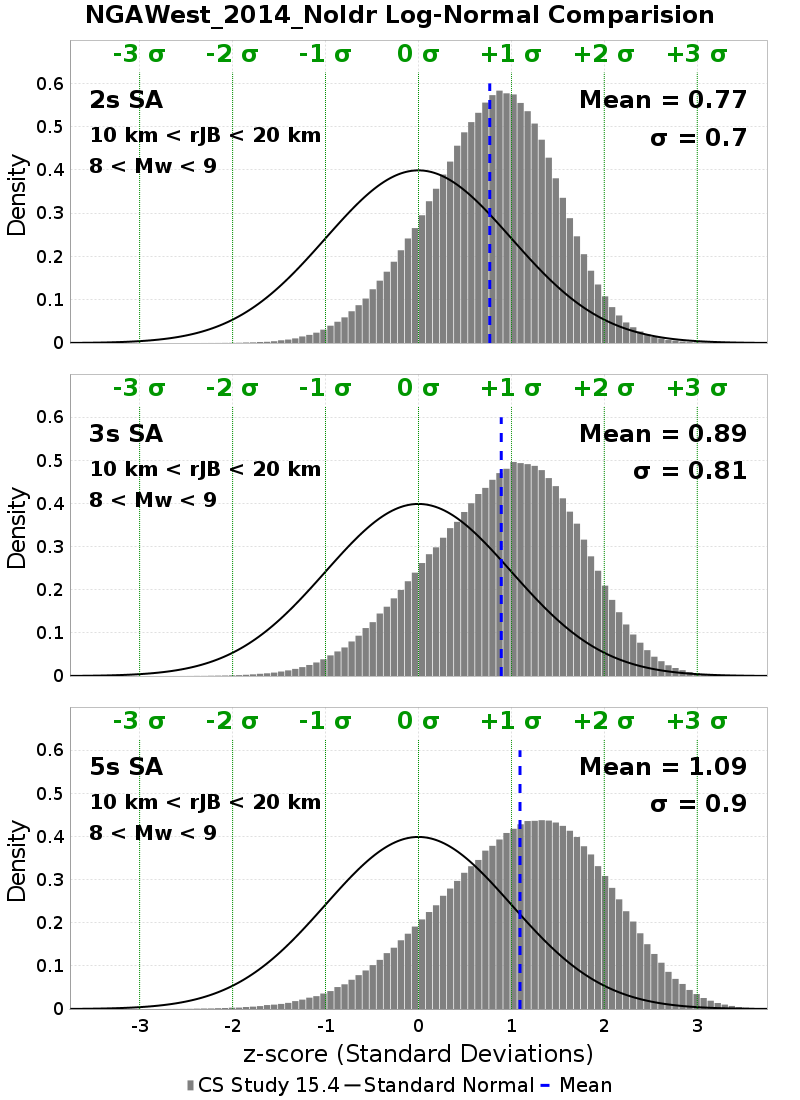 NGAWest_2014_NoIdr Log-Normal Comparision
-3 σ -2 σ -1 σ 0 σ +1 σ +2 σ +3 σ
0.6
2s SA Mean = 0.77
0.5
10 km < rJB < 20 km σ = 0.7
8 < Mw < 9
0.4
Density
0.3
0.2
0.1
0
-3 σ -2 σ -1 σ 0 σ +1 σ +2 σ +3 σ
0.6
3s SA Mean = 0.89
0.5
10 km < rJB < 20 km σ = 0.81
8 < Mw < 9
0.4
Density
0.3
0.2
0.1
0
-3 σ -2 σ -1 σ 0 σ +1 σ +2 σ +3 σ
0.6
5s SA Mean = 1.09
0.5
10 km < rJB < 20 km σ = 0.9
8 < Mw < 9
0.4
Density
0.3
0.2
0.1
0
-3 -2 -1 0 1 2 3
z-score (Standard Deviations)
CS Study 15.4 Standard Normal Mean